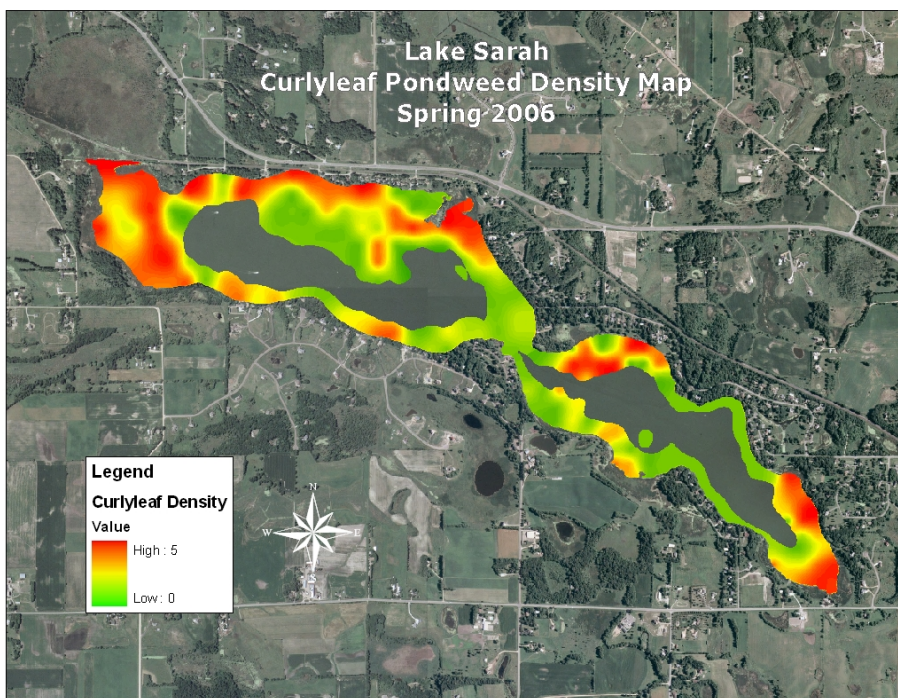 Lake Sarah
Curlyleaf Pondweed Density Map
Spring 2006
Legend
Curlyleaf Density
Value
High : 5
Low : 0
N
W
E
S